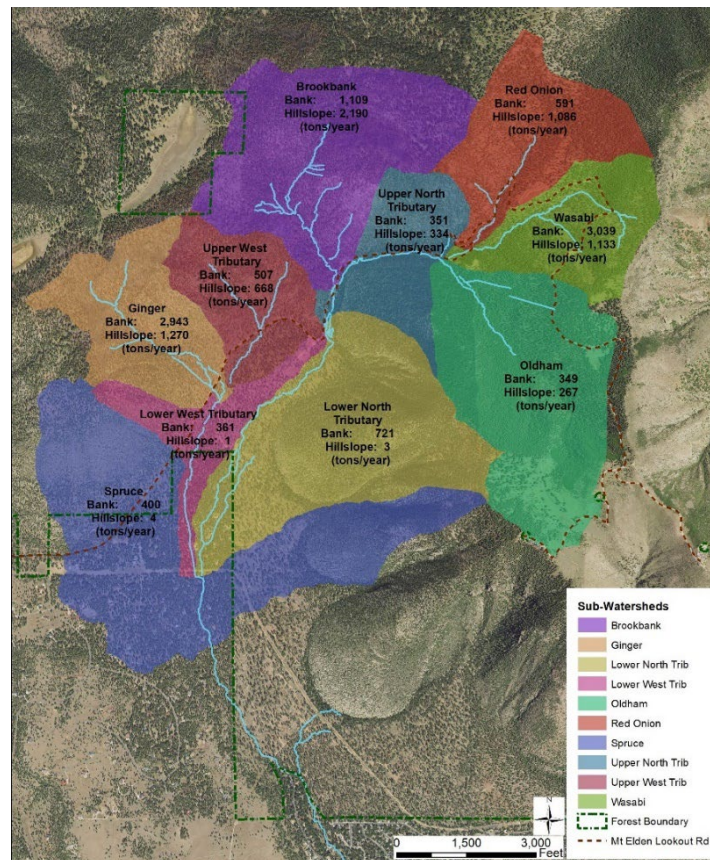 Brookbank
Bank: 1,109
Hillslope: 2,190
(tons/year)
Red Onion
Bank: 591
Hillslope: 1,086
(tons/year)
Upper North
Tributary
Bank: 351
Hillslope: 334
(tons/year)
Wasabi
Bank: 3,039
Hillslope: 1,133
(tons/year)
Upper West
Tributary
Bank: 507
Hillslope: 668
(tons/year)
Ginger
Bank: 2,943
Hillslope: 1,270
(tons/year)
Oldham
Bank: 349
Hillslope: 267
(tons/year)
Lower West Tributary
Bank: 361
Hillslope: 1
(tons/year)
Lower North
Tributary
Bank: 721
Hillslope: 3
(tons/year)
Spruce
Bank: 400
Hillslope: 4
(tons/year)
Sub-Watersheds
Brookbank
Ginger
Lower North Trib
Lower West Trib
Oldham
Red Onion
Spruce
Upper North Trib
Upper West Trib
Wasabi
Forest Boundary
Mt Elden Lookout Rd
0 1,500 3,000
Feet